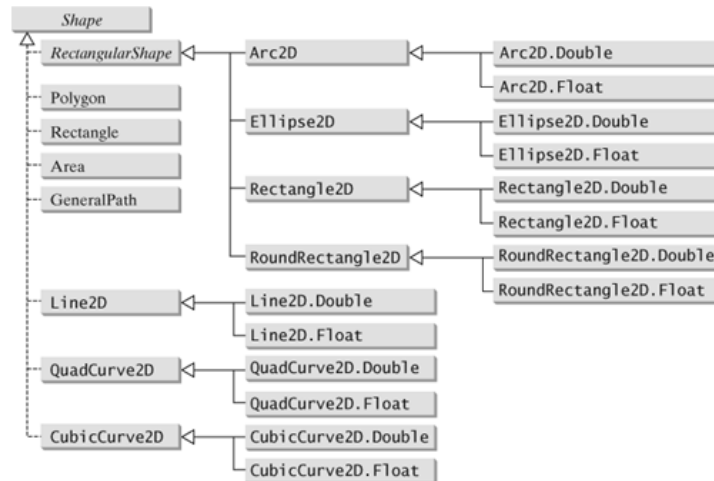 Shape
RectangularShape
Arc2D
Arc2D.Double
Arc2D.Float
Polygon
Rectangle
Area
GeneralPath
Ellipse2D
Ellipse2D.Double
Ellipse2D.Float
Rectangle2D
Rectangle2D.Double
Rectangle2D.Float
RoundRectangle2D
RoundRectangle2D.Double
RoundRectangle2D.Float
Line2D
Line2D.Double
Line2D.Float
QuadCurve2D
QuadCurve2D.Double
QuadCurve2D.Float
CubicCurve2D
CubicCurve2D.Double
CubicCurve2D.Float